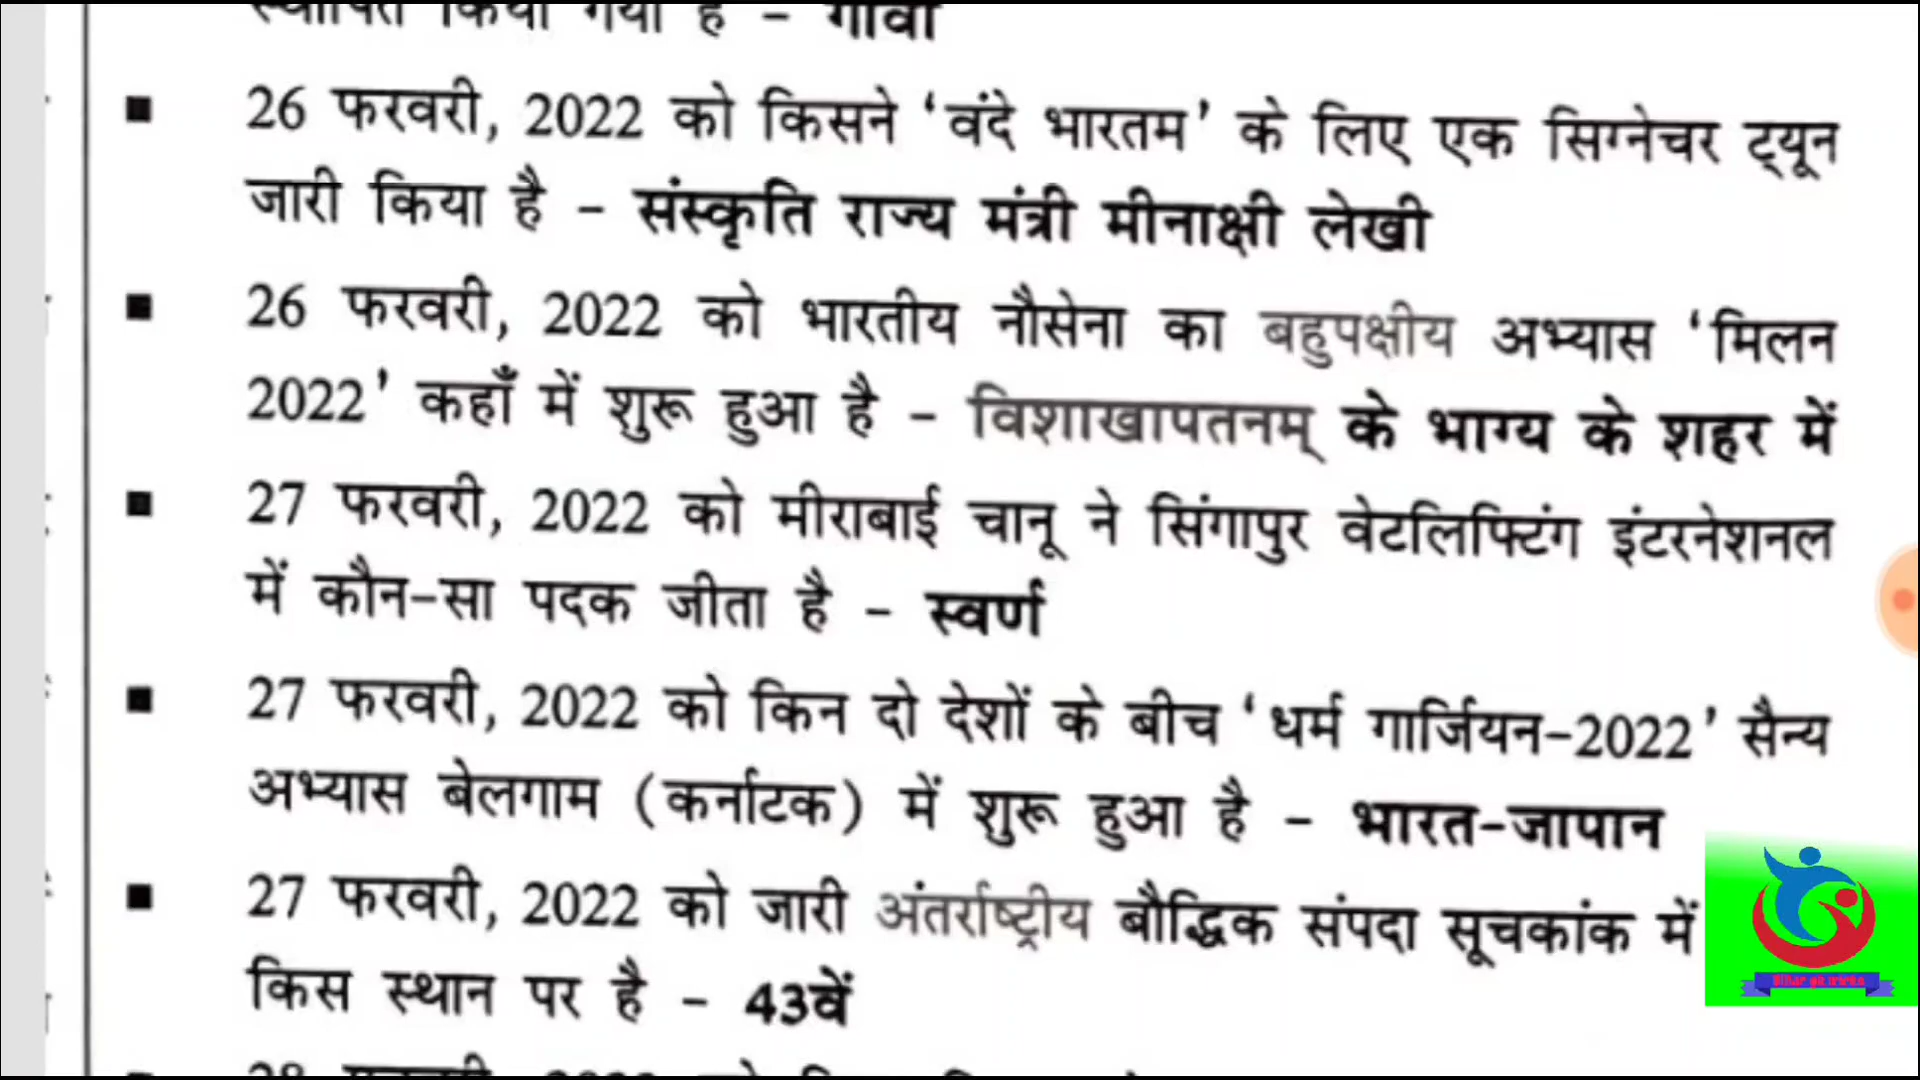 स्थापित किया गया है – गोवा
■ 26 फरवरी, 2022 को किसने ‘वंदे भारतम’ के लिए एक सिग्नेचर ट्यून
जारी किया है – संस्कृति राज्य मंत्री मीनाक्षी लेखी
■ 26 फरवरी, 2022 को भारतीय नौसेना का बहुपक्षीय अभ्यास ‘मिलन
2022’ कहाँ में शुरू हुआ है – विशाखापतनम् के भाग्य के शहर में
■ 27 फरवरी, 2022 को मीराबाई चानू ने सिंगापुर वेटलिफ्टिंग इंटरनेशनल
में कौन-सा पदक जीता है – स्वर्ण
■ 27 फरवरी, 2022 को किन दो देशों के बीच ‘धर्म गार्जियन-2022’ सैन्य
अभ्यास बेलगाम (कर्नाटक) में शुरू हुआ है – भारत-जापान
■ 27 फरवरी, 2022 को जारी अंतर्राष्ट्रीय बौद्धिक संपदा सूचकांक में
किस स्थान पर है – 43वें